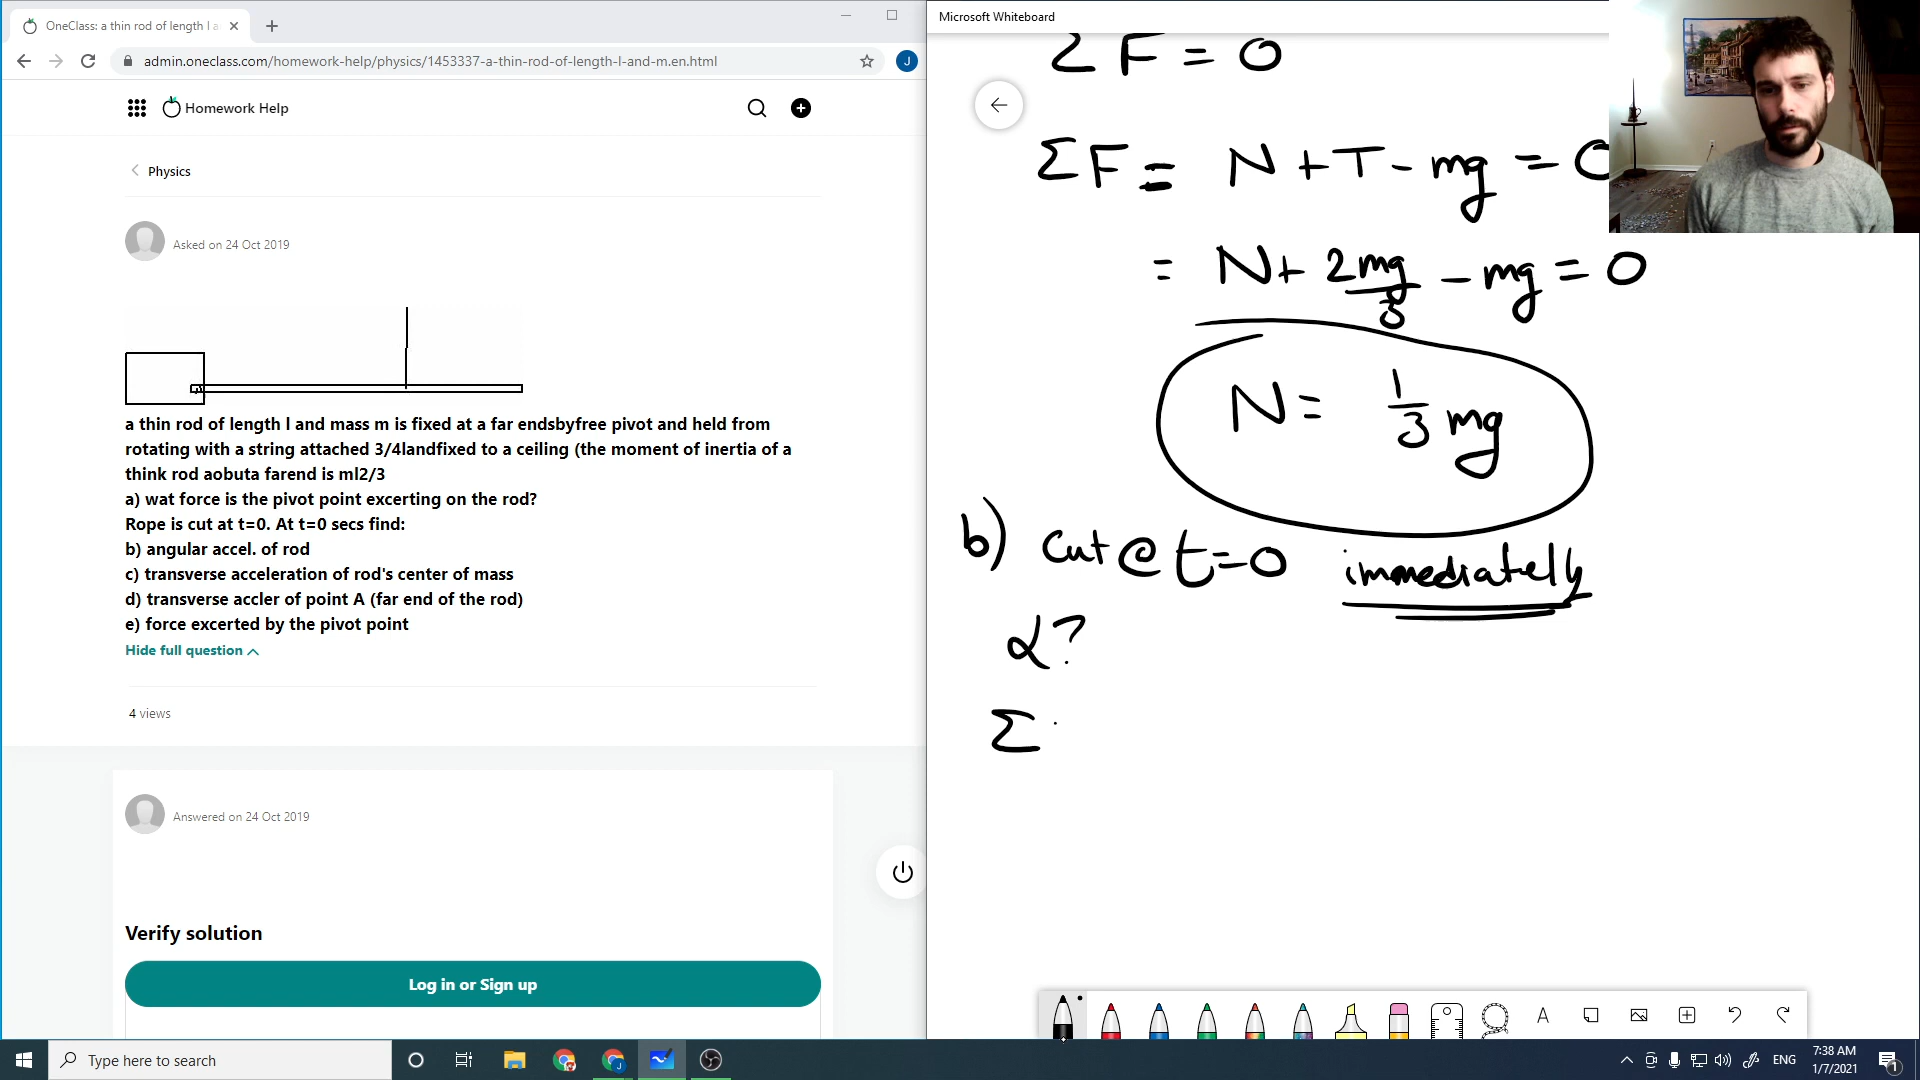 OneClass: a thin rod of length l a
admin.oneclass.com/homework-help/physics/1453337-a-thin-rod-of-length-l-and-m.en.html
J
Homework Help
Physics
Asked on 24 Oct 2019
a thin rod of length l and mass m is fixed at a far endsbyfree pivot and held from
rotating with a string attached 3/4landfixed to a ceiling (the moment of inertia of a
think rod aobuta farend is ml2/3
a) wat force is the pivot point excerting on the rod?
Rope is cut at t=0. At t=0 secs find:
b) angular accel. of rod
c) transverse acceleration of rod's center of mass
d) transverse accler of point A (far end of the rod)
e) force excerted by the pivot point
Hide full question
4 views
Answered on 24 Oct 2019
Verify solution
Log in or Sign up
Microsoft Whiteboard
ΣF = 0
ΣF = N + T - mg = 0
= N + 2mg/3 - mg = 0
N = 1/3 mg
b) cut @ t=0 immediately
α?
Σ
A
Type here to search
J
ENG
7:38 AM
1/7/2021
1